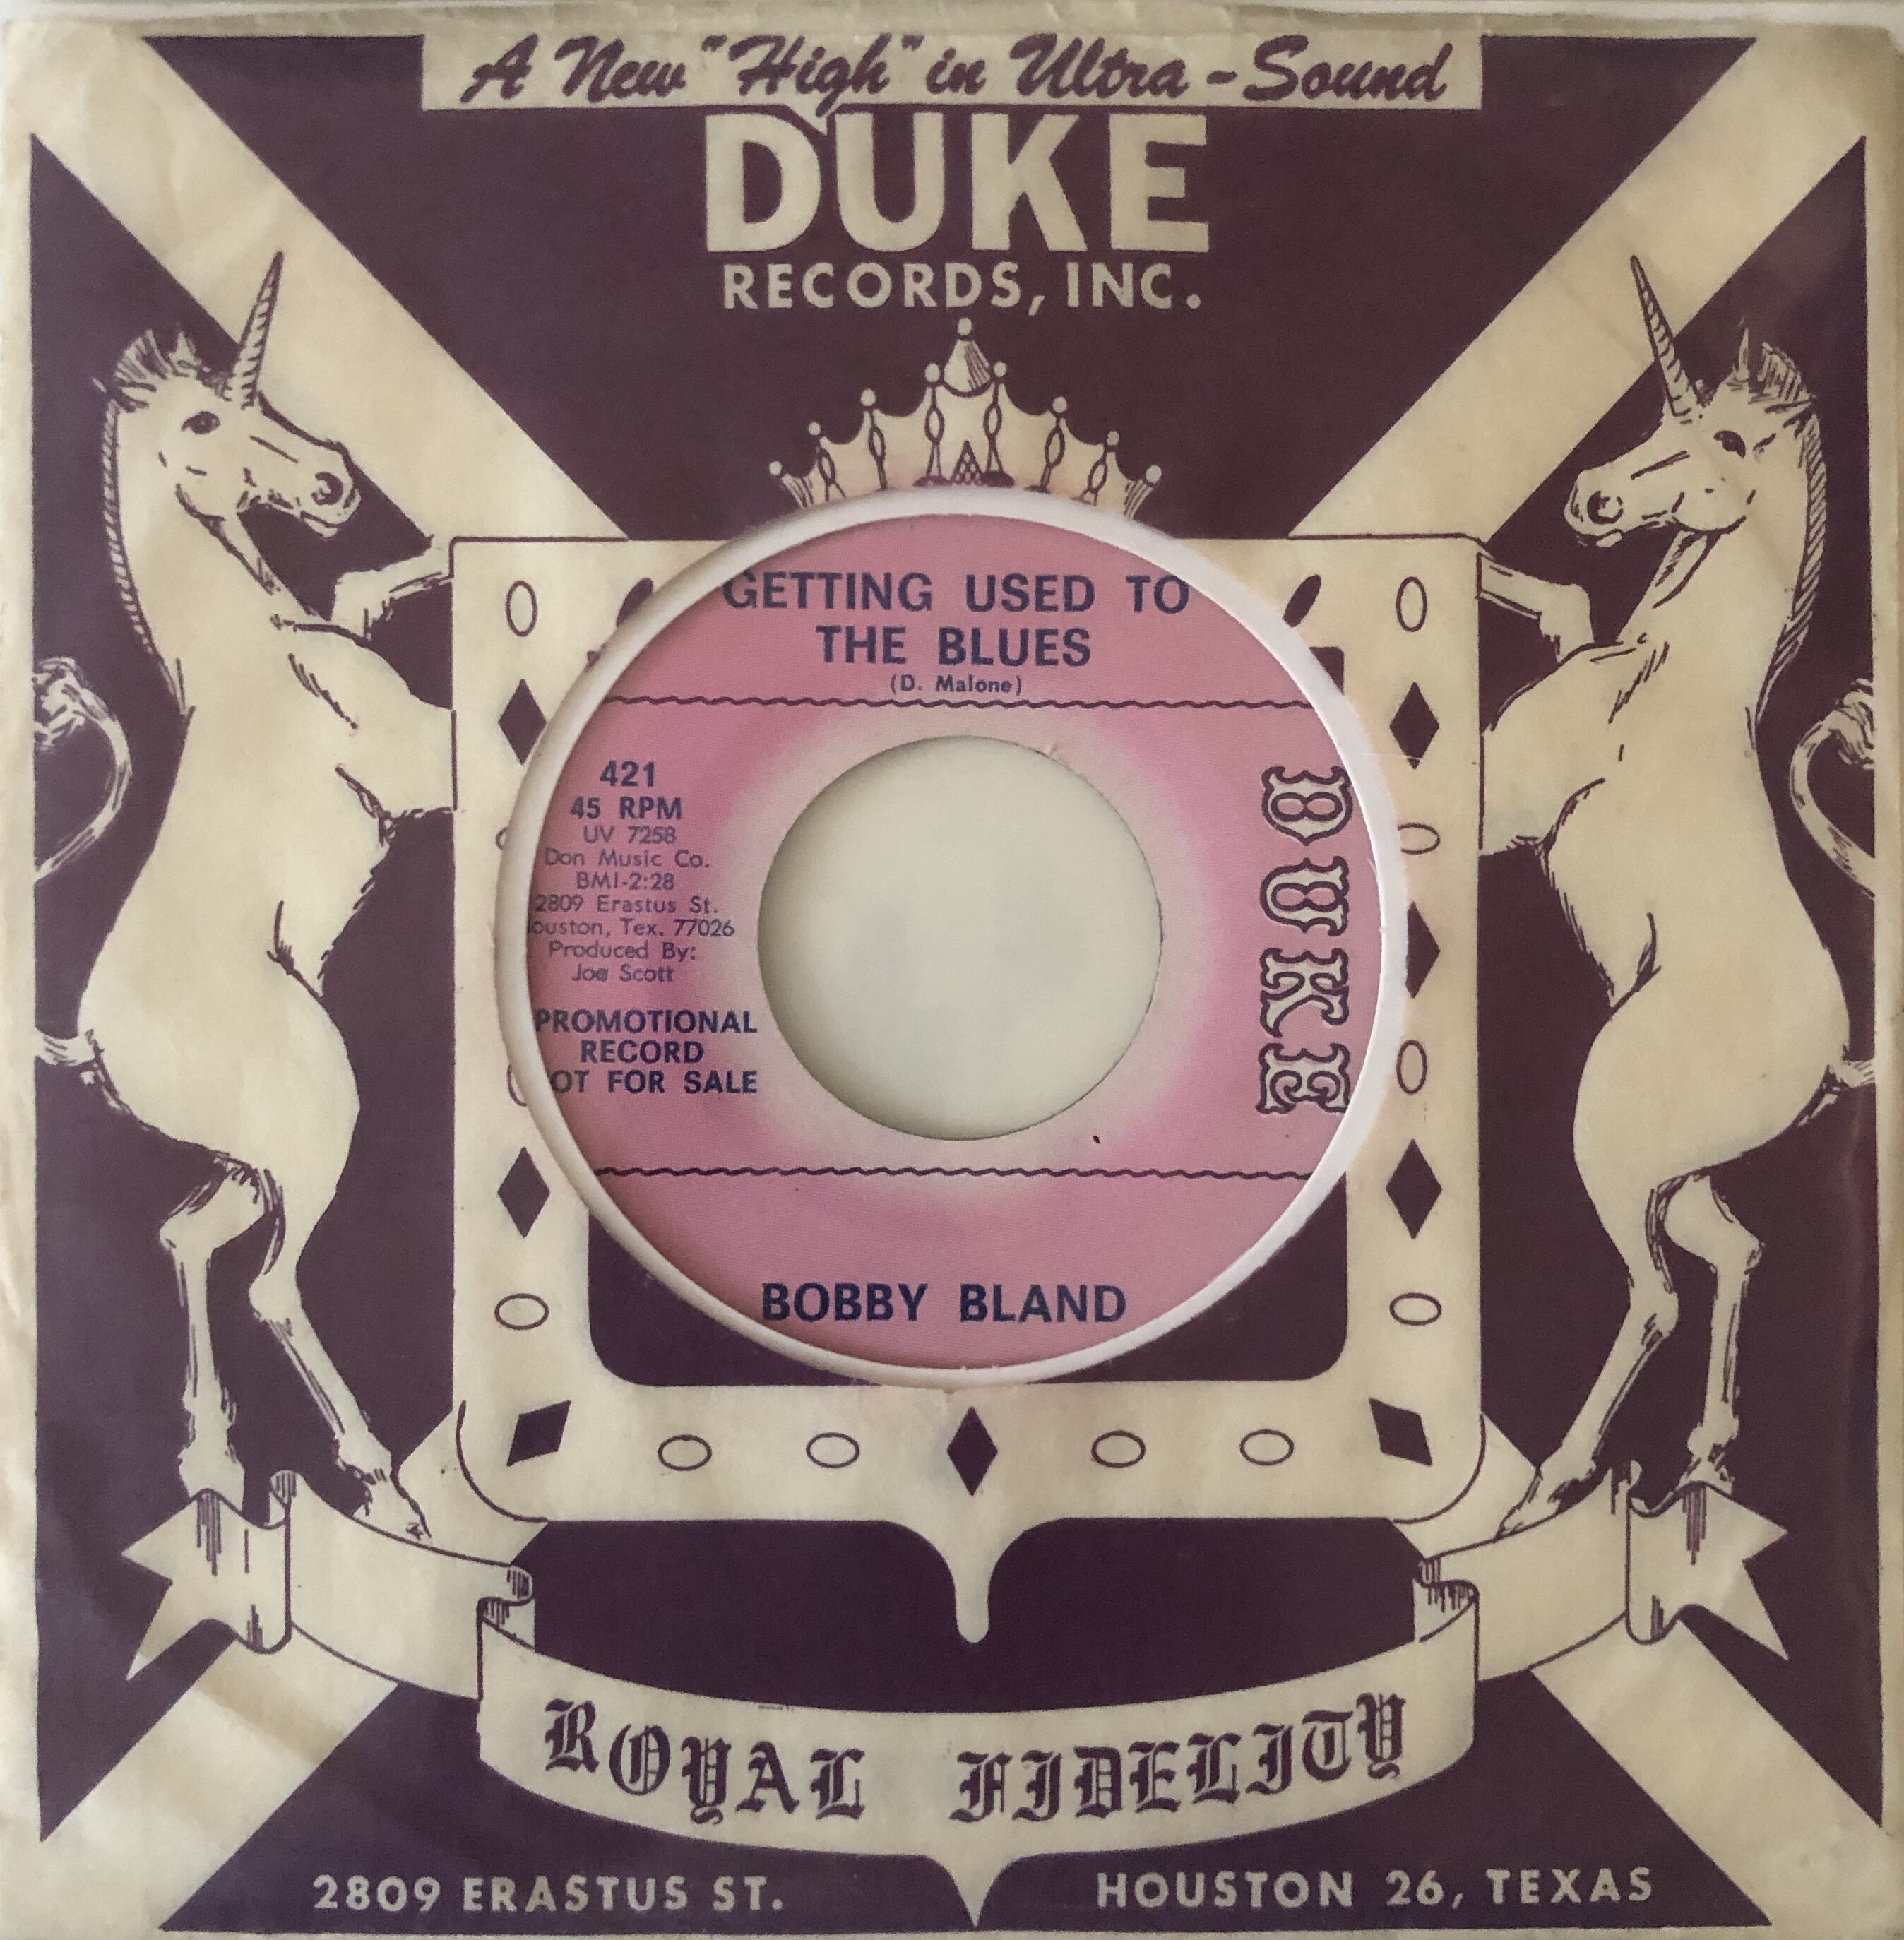 A New "High" in Ultra-Sound
DUKE
RECORDS, INC.
GETTING USED TO
THE BLUES
(D. Malone)
421
45 RPM
UV 7258
Don Music Co.
BMI-2:28
2809 Erastus St.
ouston, Tex. 77026
Produced By:
Joe Scott
PROMOTIONAL
RECORD
OT FOR SALE
DUKE
BOBBY BLAND
ROYAL FIDELITY
2809 ERASTUS ST. HOUSTON 26, TEXAS